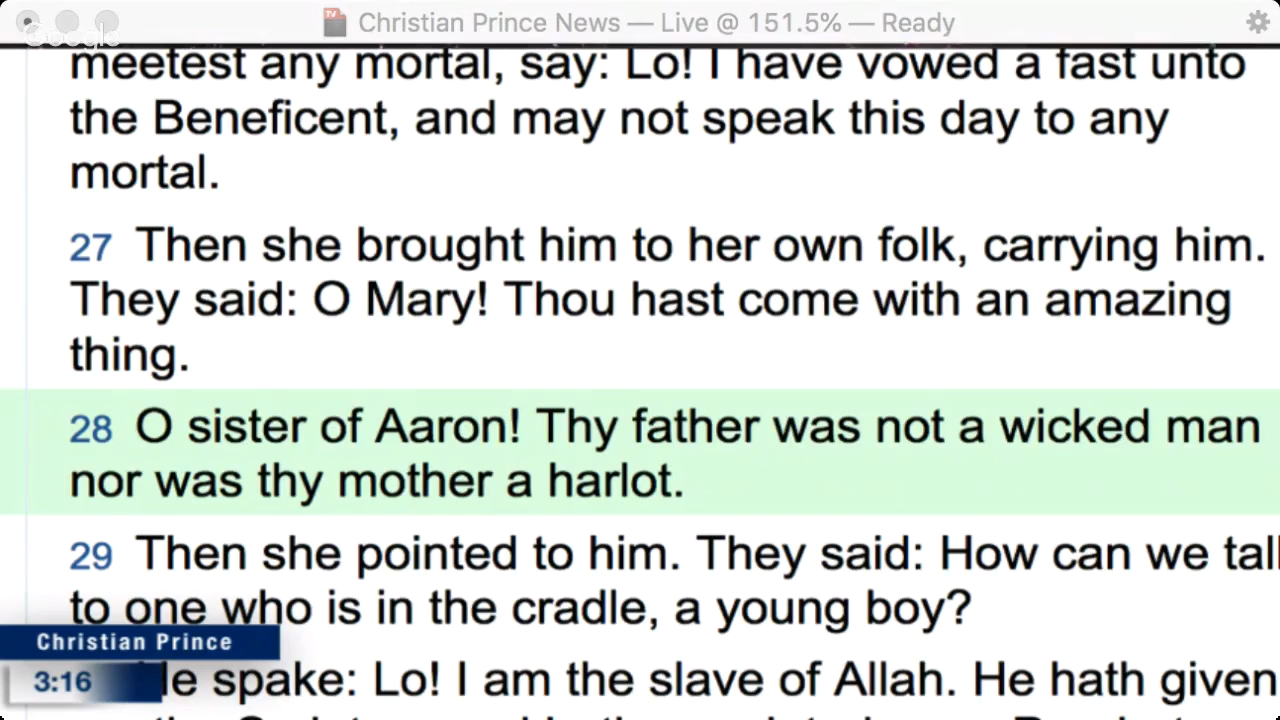 Christian Prince News — Live @ 151.5% — Ready
Google
meetest any mortal, say: Lo! I have vowed a fast unto
the Beneficent, and may not speak this day to any
mortal.
27 Then she brought him to her own folk, carrying him.
They said: O Mary! Thou hast come with an amazing
thing.
28 O sister of Aaron! Thy father was not a wicked man
nor was thy mother a harlot.
29 Then she pointed to him. They said: How can we tal
to one who is in the cradle, a young boy?
Christian Prince
3:16
He spake: Lo! I am the slave of Allah. He hath given